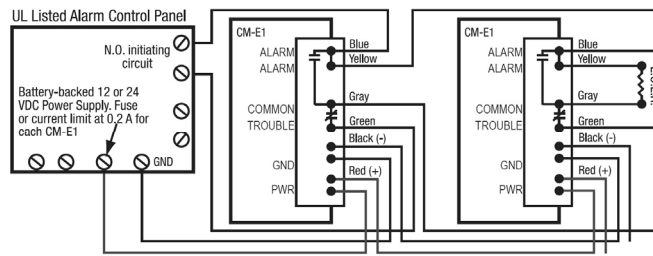 UL Listed Alarm Control Panel
N.O. initiating
circuit
Battery-backed 12 or 24
VDC Power Supply. Fuse
or current limit at 0.2 A for
each CM-E1
GND
CM-E1
ALARM
ALARM
COMMON
TROUBLE
GND
PWR
Blue
Yellow
Gray
Green
Black (-)
Red (+)
CM-E1
ALARM
ALARM
COMMON
TROUBLE
GND
PWR
Blue
Yellow
Gray
Green
Black (-)
Red (+)